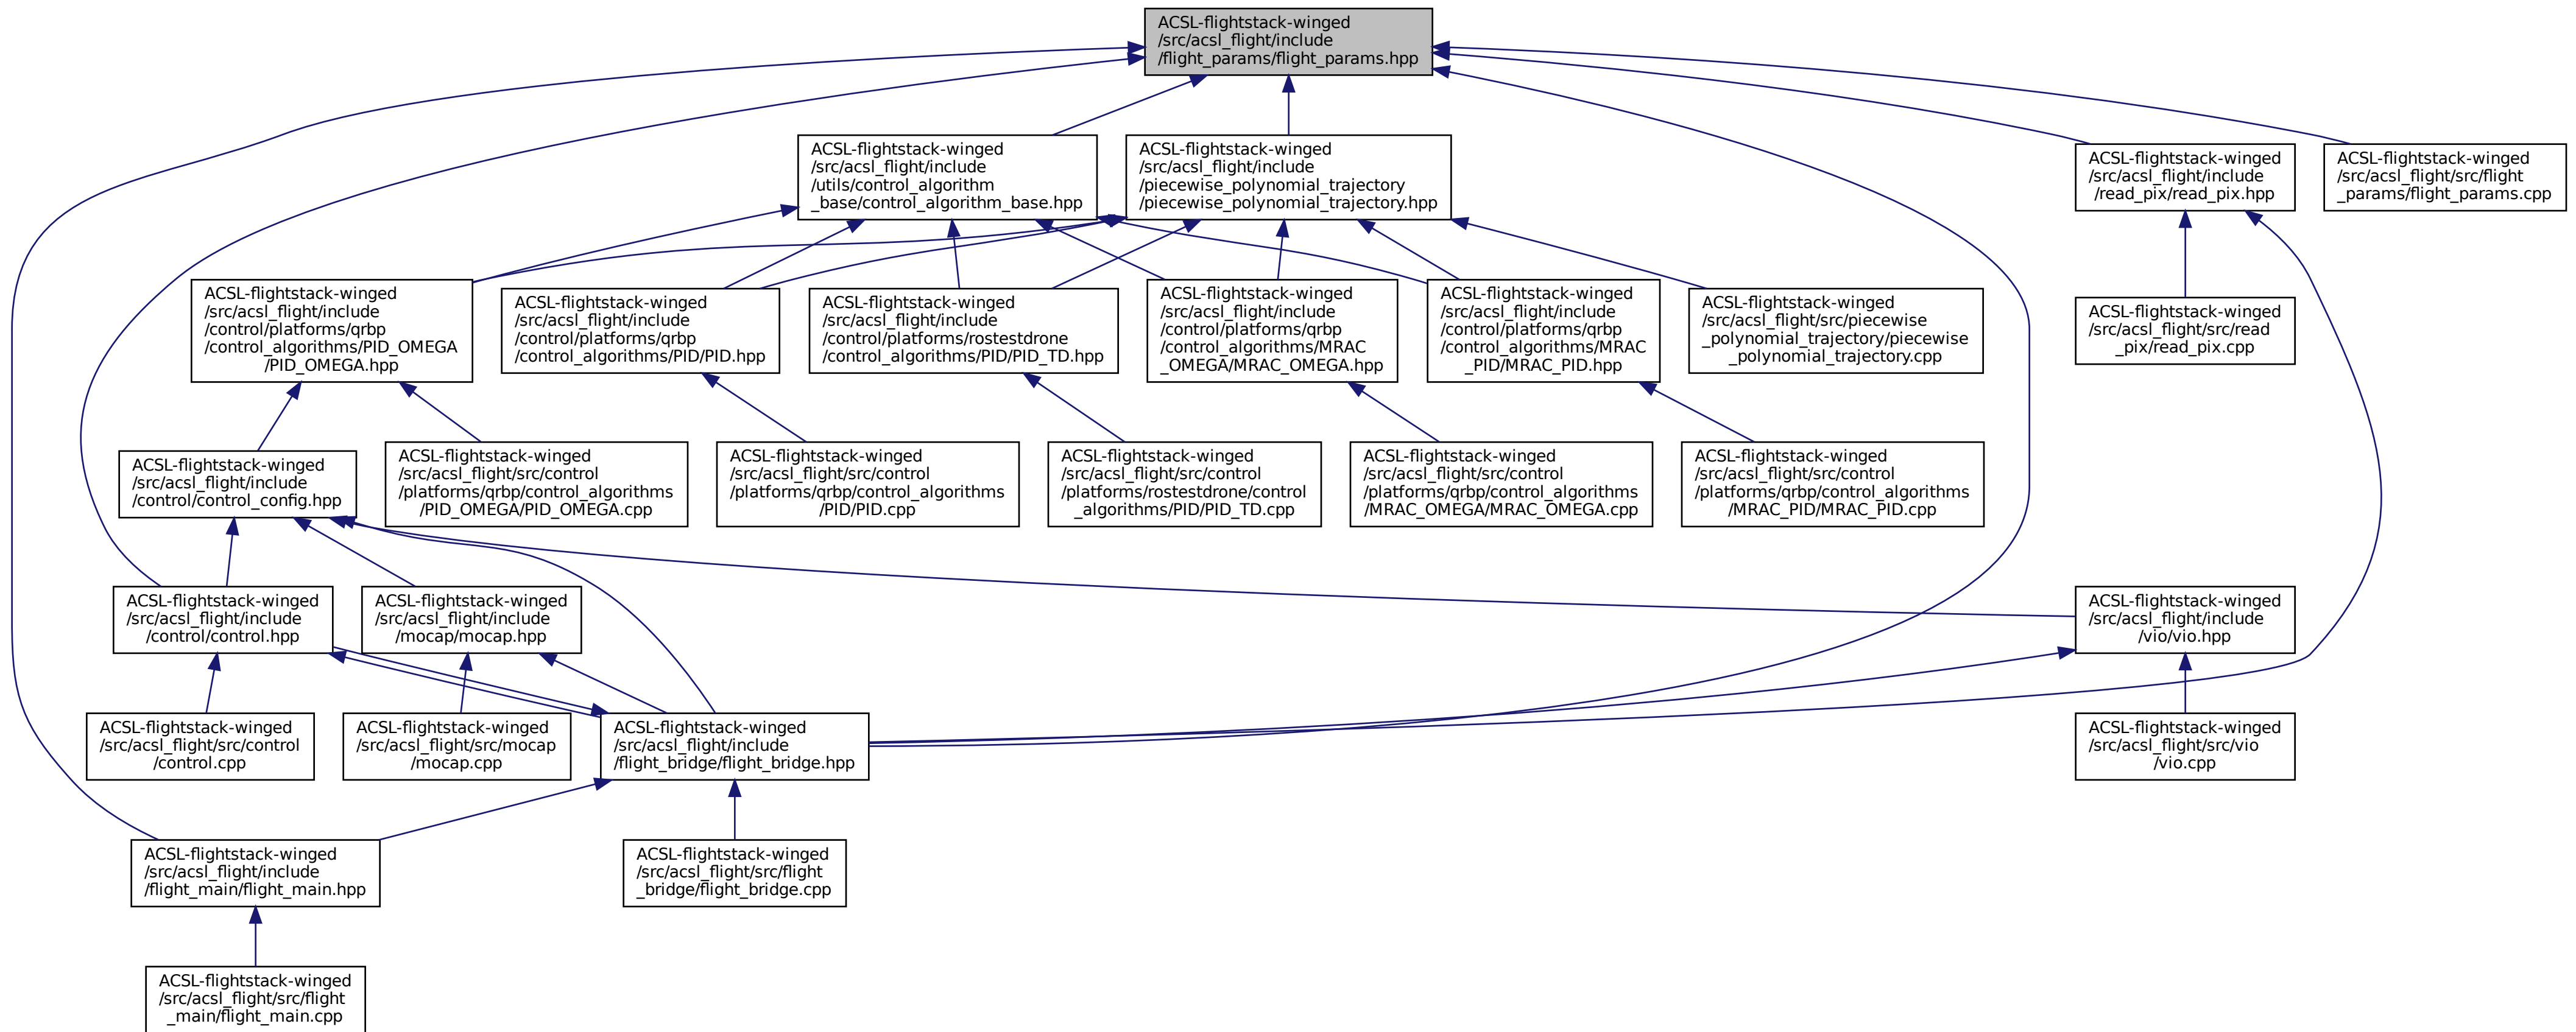 ACSL-flightstack-winged
/src/acsl_flight/include
/flight_params/flight_params.hpp
ACSL-flightstack-winged
/src/acsl_flight/include
/utils/control_algorithm
_base/control_algorithm_base.hpp
ACSL-flightstack-winged
/src/acsl_flight/include
/piecewise_polynomial_trajectory
/piecewise_polynomial_trajectory.hpp
ACSL-flightstack-winged
/src/acsl_flight/include
/read_pix/read_pix.hpp
ACSL-flightstack-winged
/src/acsl_flight/src/flight
_params/flight_params.cpp
ACSL-flightstack-winged
/src/acsl_flight/include
/control/platforms/qrbp
/control_algorithms/PID_OMEGA
/PID_OMEGA.hpp
ACSL-flightstack-winged
/src/acsl_flight/include
/control/platforms/qrbp
/control_algorithms/PID/PID.hpp
ACSL-flightstack-winged
/src/acsl_flight/include
/control/platforms/rostestdrone
/control_algorithms/PID/PID_TD.hpp
ACSL-flightstack-winged
/src/acsl_flight/include
/control/platforms/qrbp
/control_algorithms/MRAC
_OMEGA/MRAC_OMEGA.hpp
ACSL-flightstack-winged
/src/acsl_flight/include
/control/platforms/qrbp
/control_algorithms/MRAC
_PID/MRAC_PID.hpp
ACSL-flightstack-winged
/src/acsl_flight/src/piecewise
_polynomial_trajectory/piecewise
_polynomial_trajectory.cpp
ACSL-flightstack-winged
/src/acsl_flight/src/read
_pix/read_pix.cpp
ACSL-flightstack-winged
/src/acsl_flight/include
/control/control_config.hpp
ACSL-flightstack-winged
/src/acsl_flight/src/control
/platforms/qrbp/control_algorithms
/PID_OMEGA/PID_OMEGA.cpp
ACSL-flightstack-winged
/src/acsl_flight/src/control
/platforms/qrbp/control_algorithms
/PID/PID.cpp
ACSL-flightstack-winged
/src/acsl_flight/src/control
/platforms/rostestdrone/control
_algorithms/PID/PID_TD.cpp
ACSL-flightstack-winged
/src/acsl_flight/src/control
/platforms/qrbp/control_algorithms
/MRAC_OMEGA/MRAC_OMEGA.cpp
ACSL-flightstack-winged
/src/acsl_flight/src/control
/platforms/qrbp/control_algorithms
/MRAC_PID/MRAC_PID.cpp
ACSL-flightstack-winged
/src/acsl_flight/include
/control/control.hpp
ACSL-flightstack-winged
/src/acsl_flight/include
/mocap/mocap.hpp
ACSL-flightstack-winged
/src/acsl_flight/include
/vio/vio.hpp
ACSL-flightstack-winged
/src/acsl_flight/src/control
/control.cpp
ACSL-flightstack-winged
/src/acsl_flight/src/mocap
/mocap.cpp
ACSL-flightstack-winged
/src/acsl_flight/include
/flight_bridge/flight_bridge.hpp
ACSL-flightstack-winged
/src/acsl_flight/src/vio
/vio.cpp
ACSL-flightstack-winged
/src/acsl_flight/include
/flight_main/flight_main.hpp
ACSL-flightstack-winged
/src/acsl_flight/src/flight
_bridge/flight_bridge.cpp
ACSL-flightstack-winged
/src/acsl_flight/src/flight
_main/flight_main.cpp